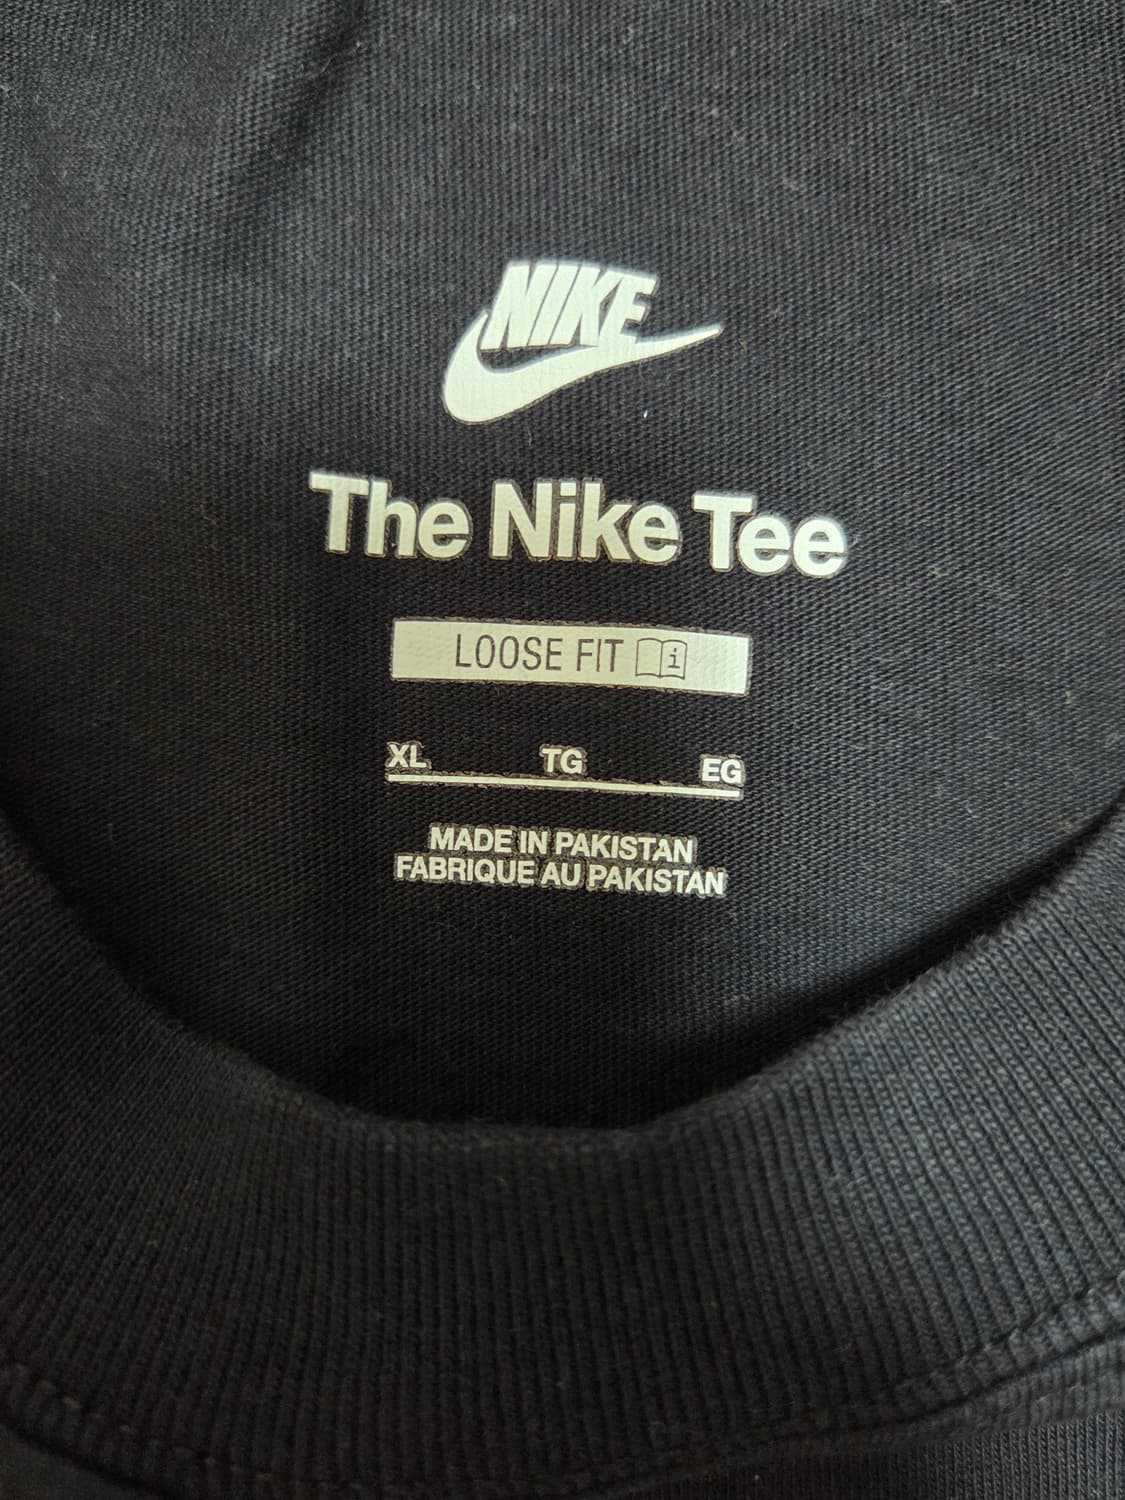 NIKE
The Nike Tee
LOOSE FIT i
XL TG EG
MADE IN PAKISTAN
FABRIQUE AU PAKISTAN